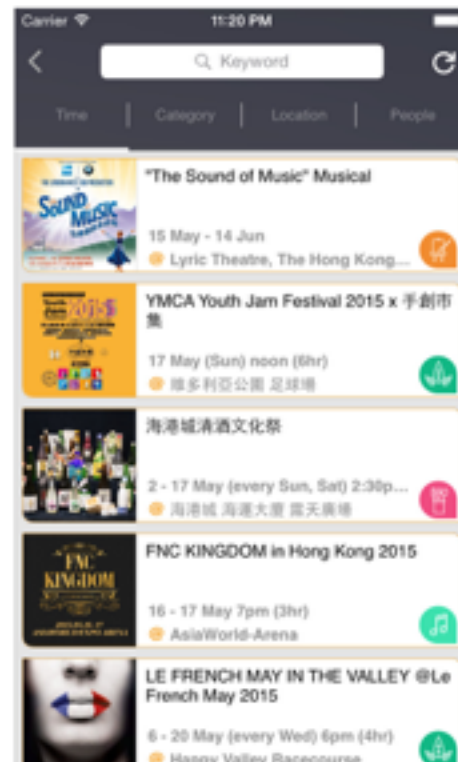 Carrier 11:20 PM
Keyword
Time Category Location People
SOUND
MUSIC
"The Sound of Music" Musical
15 May - 14 Jun
@ Lyric Theatre, The Hong Kong...
YMCA Youth Jam Festival 2015 x 手創市
集
17 May (Sun) noon (6hr)
@ 維多利亞公園 足球場
海港城清酒文化祭
2 - 17 May (every Sun, Sat) 2:30p...
@ 海港城 海運大廈 露天廣場
FNC
KINGDOM
FNC KINGDOM in Hong Kong 2015
16 - 17 May 7pm (3hr)
@ AsiaWorld-Arena
LE FRENCH MAY IN THE VALLEY @Le
French May 2015
6 - 20 May (every Wed) 6pm (4hr)
@ Happy Valley Racecourse